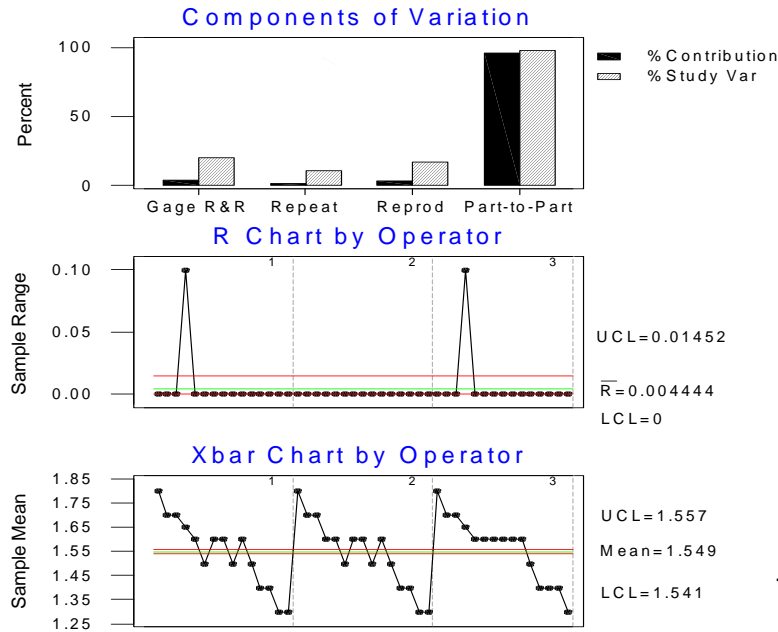 Components of Variation
100
50
0
Percent
Gage R&R
Repeat
Reprod
Part-to-Part
%Contribution
%Study Var
R Chart by Operator
0.10
0.05
0.00
Sample Range
1
2
3
UCL=0.01452
R=0.004444
LCL=0
Xbar Chart by Operator
1.85
1.75
1.65
1.55
1.45
1.35
1.25
Sample Mean
1
2
3
UCL=1.557
Mean=1.549
LCL=1.541